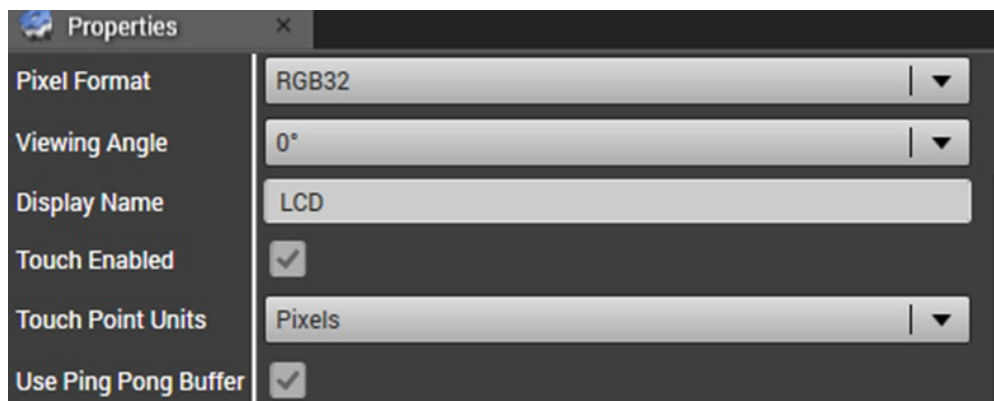 Properties ×
Pixel Format RGB32
Viewing Angle 0°
Display Name LCD
Touch Enabled
Touch Point Units Pixels
Use Ping Pong Buffer